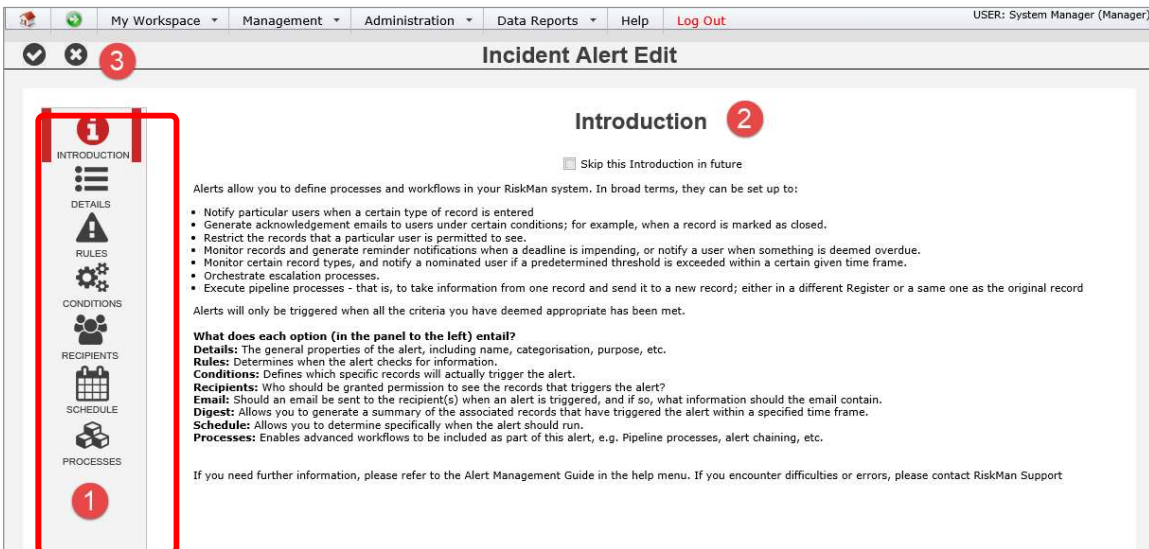 My Workspace Management Administration Data Reports Help Log Out USER: System Manager (Manager)
3
Incident Alert Edit
INTRODUCTION
DETAILS
RULES
CONDITIONS
RECIPIENTS
SCHEDULE
PROCESSES
1
Introduction 2
Skip this Introduction in future
Alerts allow you to define processes and workflows in your RiskMan system. In broad terms, they can be set up to:
• Notify particular users when a certain type of record is entered
• Generate acknowledgement emails to users under certain conditions; for example, when a record is marked as closed.
• Restrict the records that a particular user is permitted to see.
• Monitor records and generate reminder notifications when a deadline is impending, or notify a user when something is deemed overdue.
• Monitor certain record types, and notify a nominated user if a predetermined threshold is exceeded within a certain given time frame.
• Orchestrate escalation processes.
• Execute pipeline processes - that is, to take information from one record and send it to a new record; either in a different Register or a same one as the original record
Alerts will only be triggered when all the criteria you have deemed appropriate has been met.
What does each option (in the panel to the left) entail?
Details: The general properties of the alert, including name, categorisation, purpose, etc.
Rules: Determines when the alert checks for information.
Conditions: Defines which specific records will actually trigger the alert.
Recipients: Who should be granted permission to see the records that triggers the alert?
Email: Should an email be sent to the recipient(s) when an alert is triggered, and if so, what information should the email contain.
Digest: Allows you to generate a summary of the associated records that have triggered the alert within a specified time frame.
Schedule: Allows you to determine specifically when the alert should run.
Processes: Enables advanced workflows to be included as part of this alert, e.g. Pipeline processes, alert chaining, etc.
If you need further information, please refer to the Alert Management Guide in the help menu. If you encounter difficulties or errors, please contact RiskMan Support